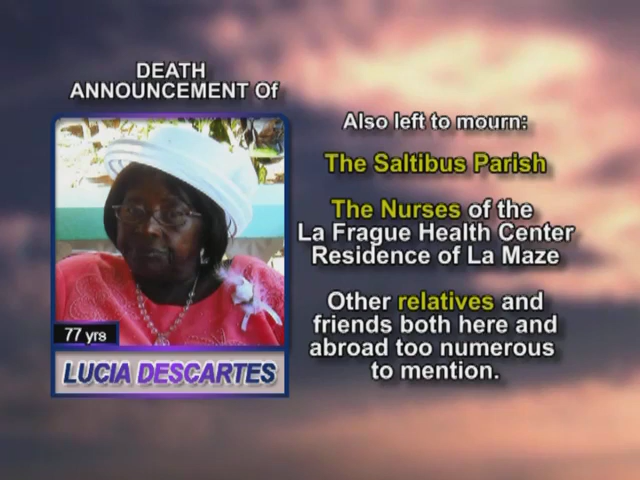 DEATH
ANNOUNCEMENT Of
77 yrs
LUCIA DESCARTES
Also left to mourn:
The Saltibus Parish
The Nurses of the
La Frague Health Center
Residence of La Maze
Other relatives and
friends both here and
abroad too numerous
to mention.